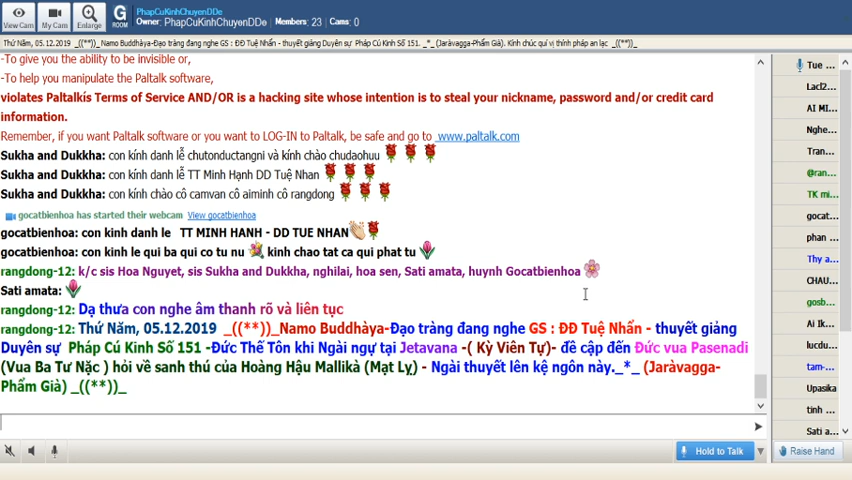 PhapCuKinhChuyenDDe
Owner: PhapCuKinhChuyenDDe   Members: 23   Cams: 0
View Cam
My Cam
Enlarge
G
ROOM
Thứ Năm, 05.12.2019 _((**))_ Namo Buddhàya-Đạo tràng đang nghe GS : ĐĐ Tuệ Nhẩn - thuyết giảng Duyên sự Pháp Cú Kinh Số 151. _*_ (Jaràvagga-Phẩm Già). Kính chúc quí vị thính pháp an lạc _((**))_
-To give you the ability to be invisible or,
-To help you manipulate the Paltalk software,
violates Paltalkís Terms of Service AND/OR is a hacking site whose intention is to steal your nickname, password and/or credit card
information.
Remember, if you want Paltalk software or you want to LOG-IN to Paltalk, be safe and go to www.paltalk.com
Sukha and Dukkha: con kính danh lễ chutonductangni và kính chào chudaohuu
Sukha and Dukkha: con kính danh lễ TT Minh Hạnh DD Tuệ Nhan
Sukha and Dukkha: con kính chào cô camvan cô aiminh cô rangdong
gocatbienhoa has started their webcam View gocatbienhoa
gocatbienhoa: con kinh danh le TT MINH HANH - DD TUE NHAN
gocatbienhoa: con kinh le qui ba qui co tu nu kinh chao tat ca qui phat tu
rangdong-12: k/c sis Hoa Nguyet, sis Sukha and Dukkha, nghilai, hoa sen, Sati amata, huynh Gocatbienhoa
Sati amata:
rangdong-12: Dạ thưa con nghe âm thanh rõ và liên tục
rangdong-12: Thứ Năm, 05.12.2019 _((**))_Namo Buddhàya-Đạo tràng đang nghe GS : ĐĐ Tuệ Nhẩn - thuyết giảng
Duyên sự Pháp Cú Kinh Số 151 -Đức Thế Tôn khi Ngài ngự tại Jetavana -( Kỳ Viên Tự)- đề cập đến Đức vua Pasenadi
(Vua Ba Tư Nặc ) hỏi về sanh thú của Hoàng Hậu Mallikà (Mạt Lỵ) - Ngài thuyết lên kệ ngôn này._*_ (Jaràvagga-
Phẩm Già) _((**))_
Hold to Talk
Raise Hand
Tue ...
Lacl2...
AI MI...
Nghe...
Tran...
@ran...
TK mi...
gocat...
phan ...
Thy a...
CHAU...
gosb...
Ai Ik...
lucdu...
tam-...
Upasika
tinh ...
Sati a...